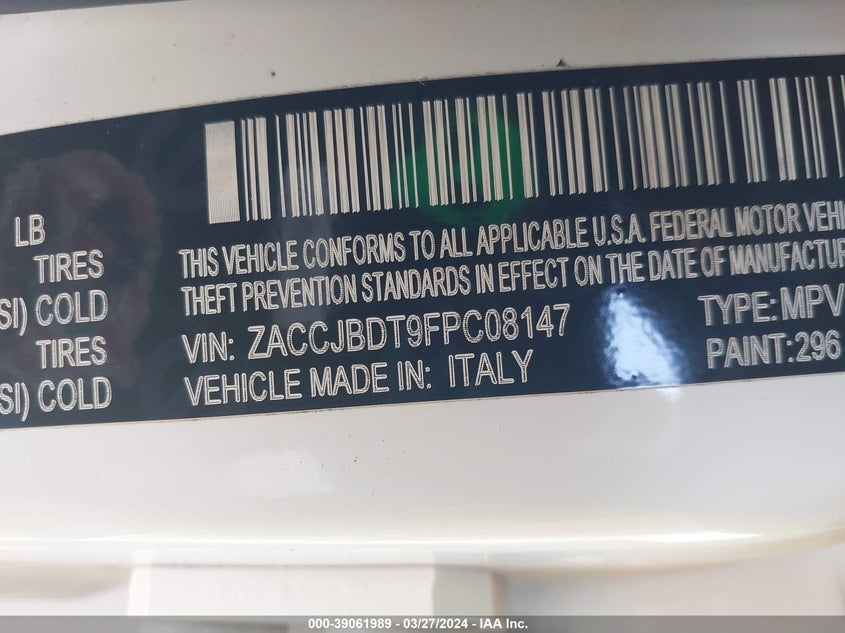 LB
TIRES
SI) COLD
TIRES
SI) COLD
THIS VEHICLE CONFORMS TO ALL APPLICABLE U.S.A. FEDERAL MOTOR VEHI
THEFT PREVENTION STANDARDS IN EFFECT ON THE DATE OF MANUFACTUR
VIN: ZACCJBDT9FPC08147 TYPE: MPV
VEHICLE MADE IN: ITALY PAINT: 296
000-39061989 | 03/27/2024 - IAA Inc.